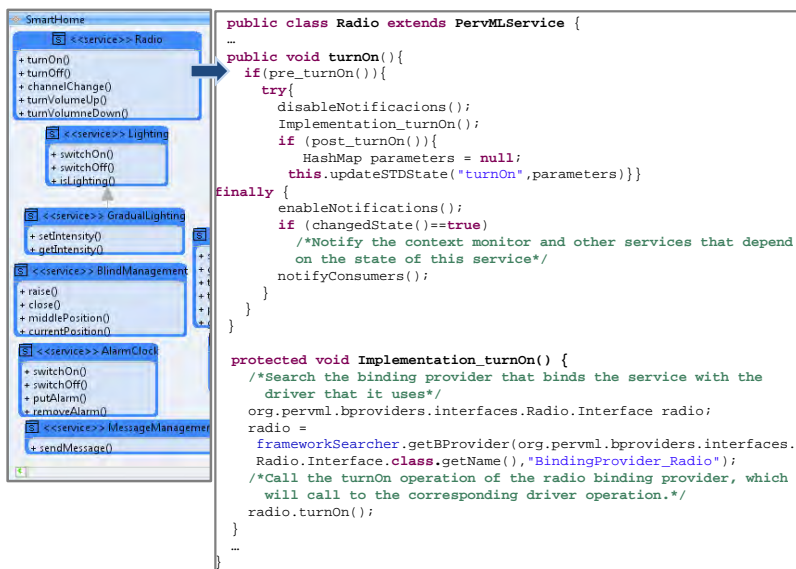 SmartHome
S <<service>> Radio
+ turnOn()
+ turnOff()
+ channelChange()
+ turnVolumeUp()
+ turnVolumneDown()
S <<service>> Lighting
+ switchOn()
+ switchOff()
+ isLighting()
S <<service>> GradualLighting
+ setIntensity()
+ getIntensity()
S <<service>> BlindManagement
+ raise()
+ close()
+ middlePosition()
+ currentPosition()
S <<service>> AlarmClock
+ switchOn()
+ switchOff()
+ putAlarm()
+ removeAlarm()
S <<service>> MessageManagemer
+ sendMessage()
public class Radio extends PervMLService {
…
public void turnOn(){
if(pre_turnOn()){
try{
disableNotificacions();
Implementation_turnOn();
if (post_turnOn()){
HashMap parameters = null;
this.updateSTDState("turnOn",parameters)}}
finally {
enableNotifications();
if (changedState()==true)
/*Notify the context monitor and other services that depend
on the state of this service*/
notifyConsumers();
}
}
}
protected void Implementation_turnOn() {
/*Search the binding provider that binds the service with the
driver that it uses*/
org.pervml.bproviders.interfaces.Radio.Interface radio;
radio =
frameworkSearcher.getBProvider(org.pervml.bproviders.interfaces.
Radio.Interface.class.getName(),"BindingProvider_Radio");
/*Call the turnOn operation of the radio binding provider, which
will call to the corresponding driver operation.*/
radio.turnOn();
}
…
}